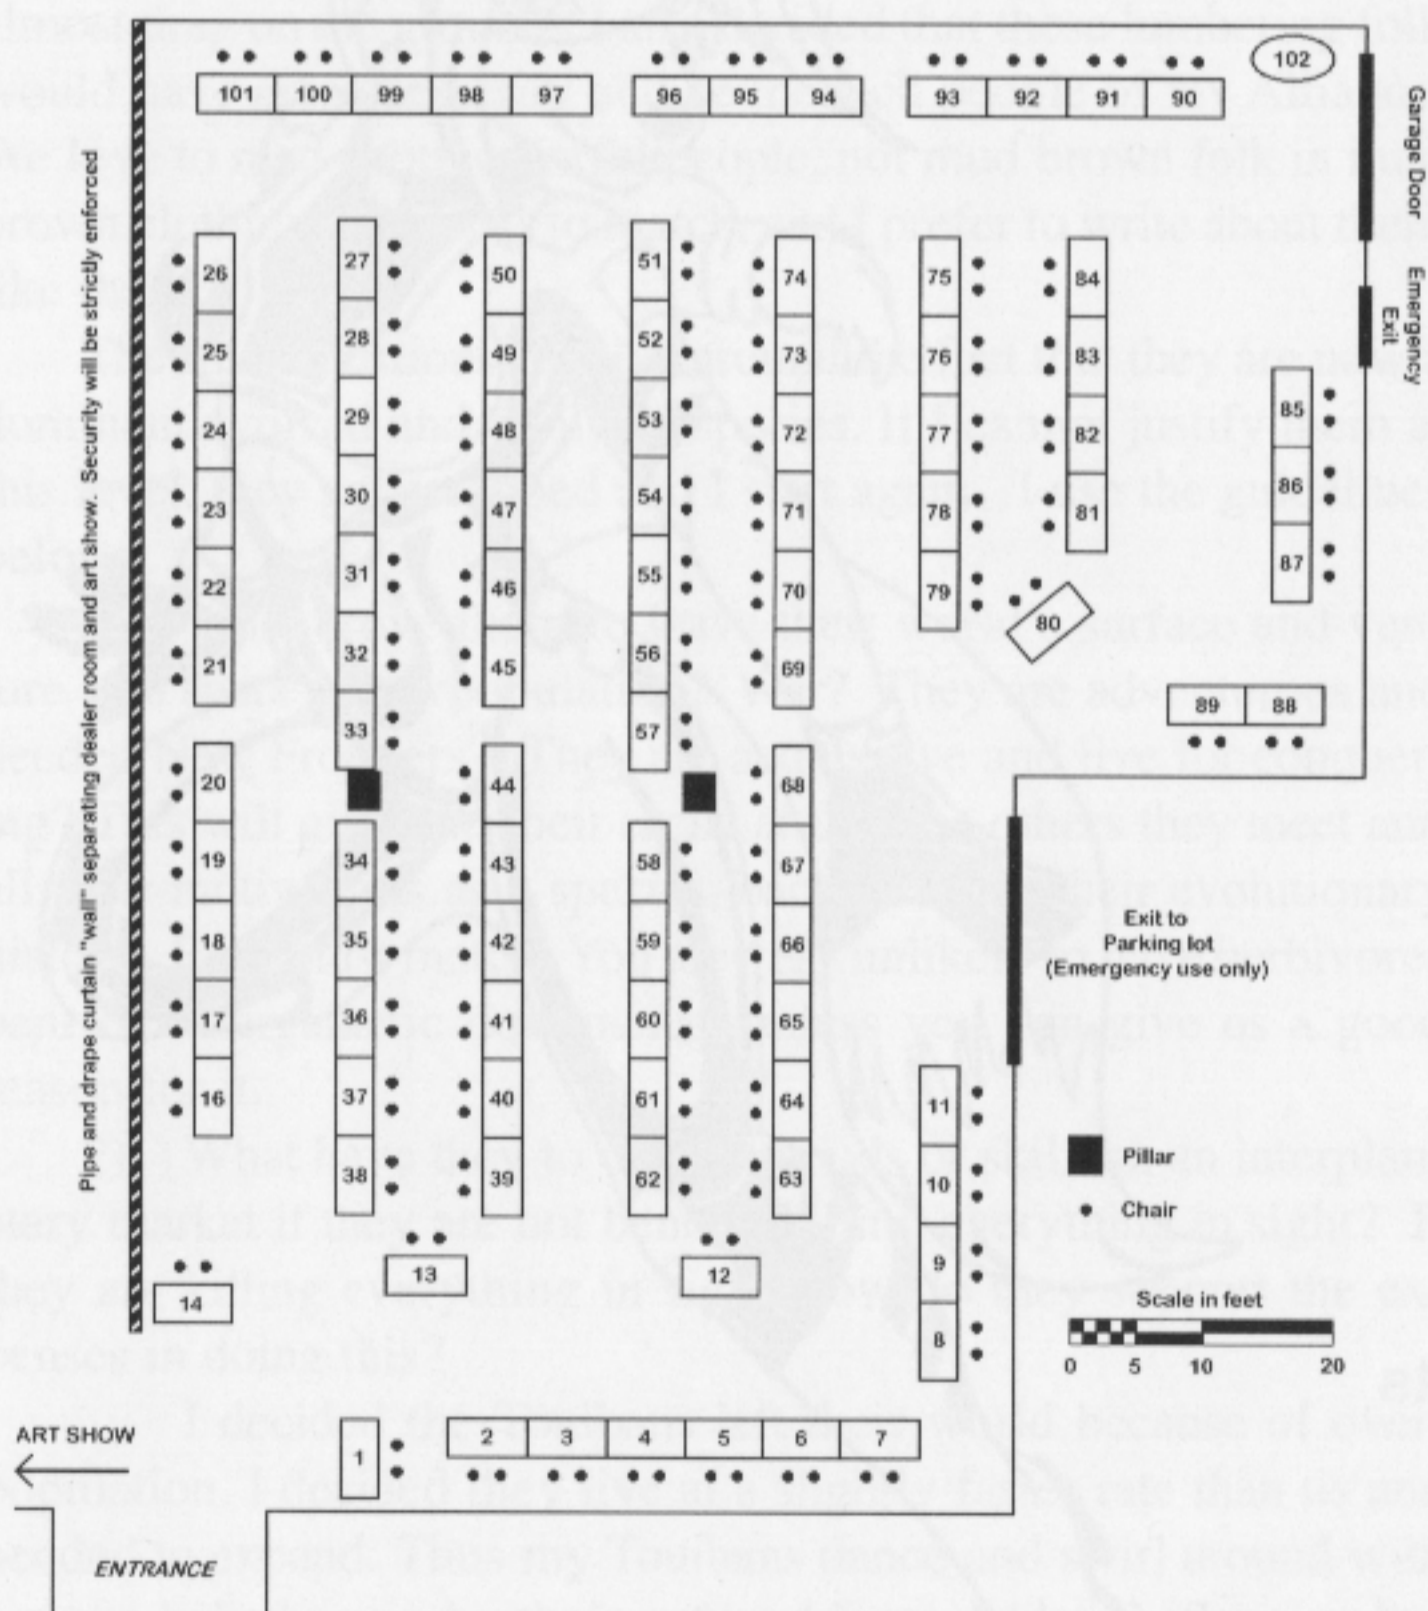 102
101 100 99 98 97 96 95 94 93 92 91 90
Garage Door
Emergency
Exit
Pipe and drape curtain "wall" separating dealer room and art show. Security will be strictly enforced
26 27 50 51 74 75 84
25 28 49 52 73 76 83
24 29 48 53 72 77 82
23 30 47 54 71 78 81
22 31 46 55 70 79
21 32 45 56 69
33 57
85
86
87
80
89 88
20 44 68
19 34 43 58 67
18 35 42 59 66
17 36 41 60 65
16 37 40 61 64
38 39 62 63
Exit to
Parking lot
(Emergency use only)
11
10
9
8
Pillar
Chair
Scale in feet
0 5 10 20
14 13 12
1 2 3 4 5 6 7
ART SHOW
ENTRANCE